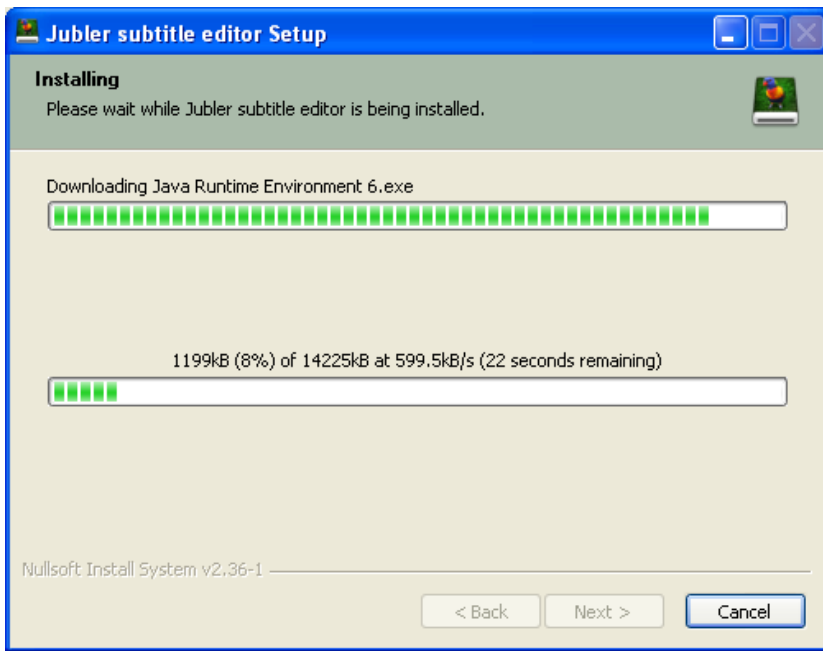 Jubler subtitle editor Setup
Installing
Please wait while Jubler subtitle editor is being installed.
Downloading Java Runtime Environment 6.exe
1199kB (8%) of 14225kB at 599.5kB/s (22 seconds remaining)
Nullsoft Install System v2.36-1
< Back Next > Cancel